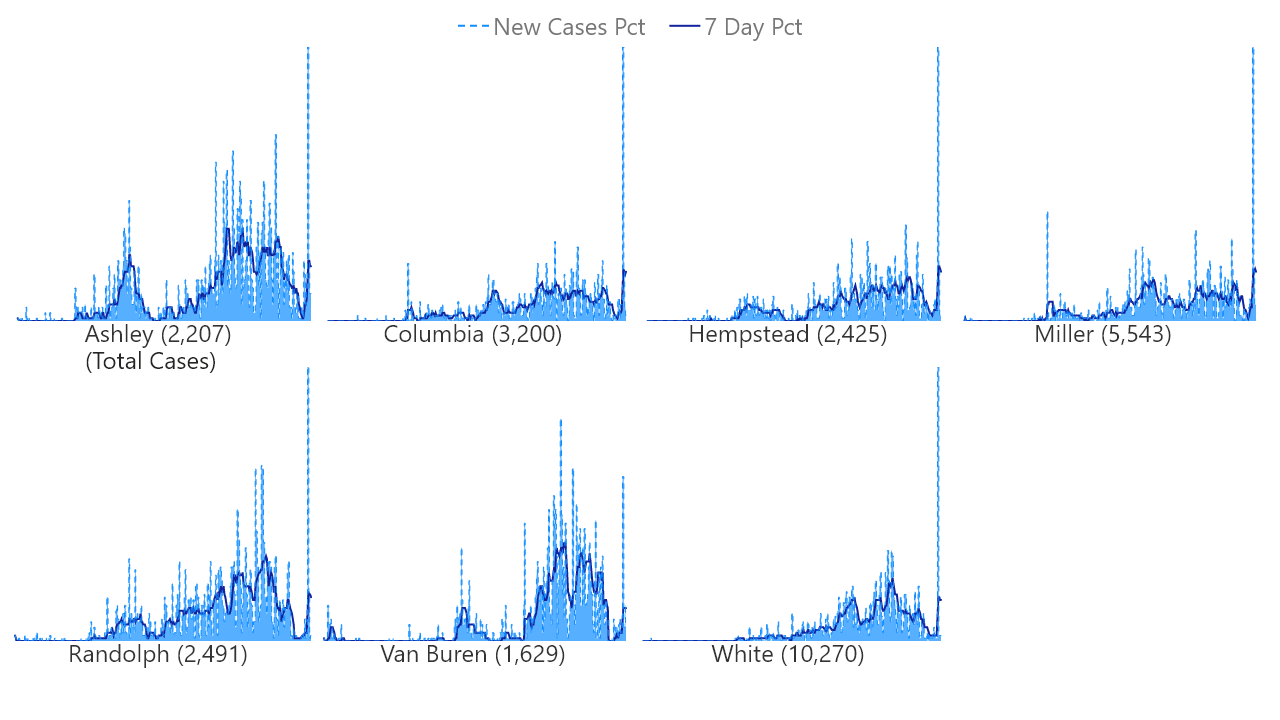 New Cases Pct 7 Day Pct
Ashley (2,207)
(Total Cases)
Columbia (3,200)
Hempstead (2,425)
Miller (5,543)
Randolph (2,491)
Van Buren (1,629)
White (10,270)